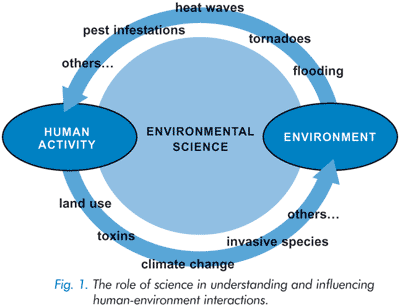 heat waves
pest infestations
tornadoes
others...
flooding
HUMAN
ACTIVITY
ENVIRONMENTAL
SCIENCE
ENVIRONMENT
land use
others...
toxins
invasive species
climate change
Fig. 1. The role of science in understanding and influencing
human-environment interactions.